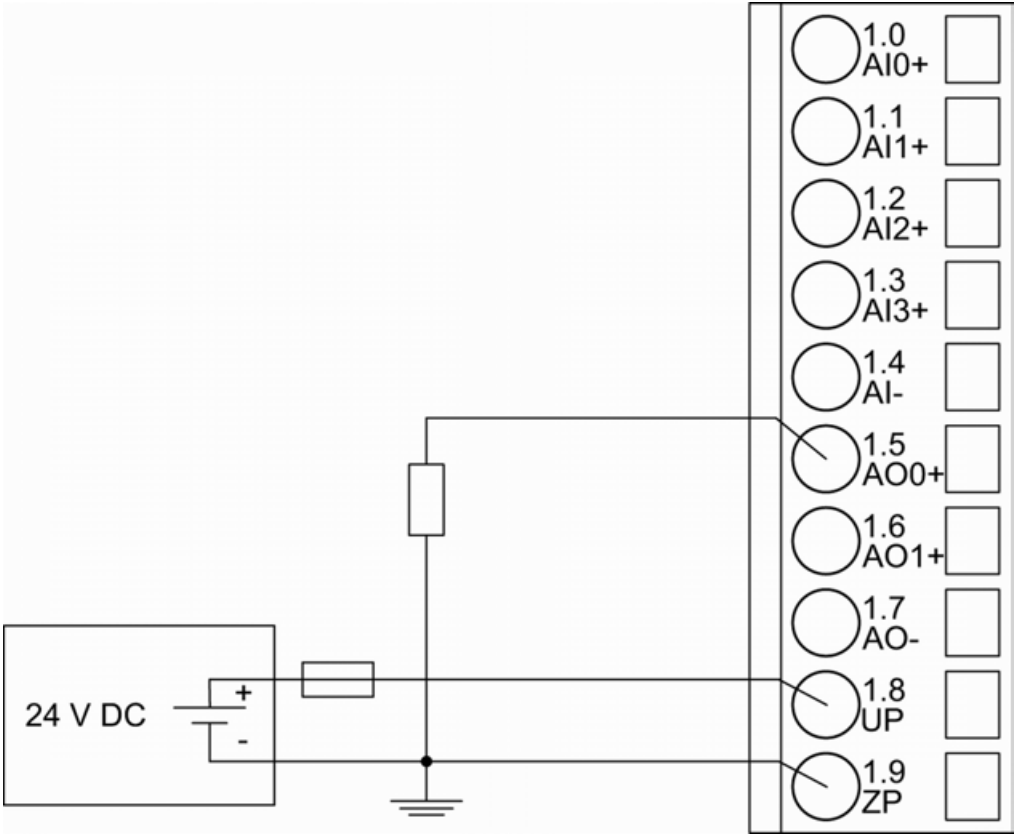 1.0
AI0+
1.1
AI1+
1.2
AI2+
1.3
AI3+
1.4
AI-
1.5
AO0+
1.6
AO1+
1.7
AO-
+
24 V DC
-
1.8
UP
1.9
ZP